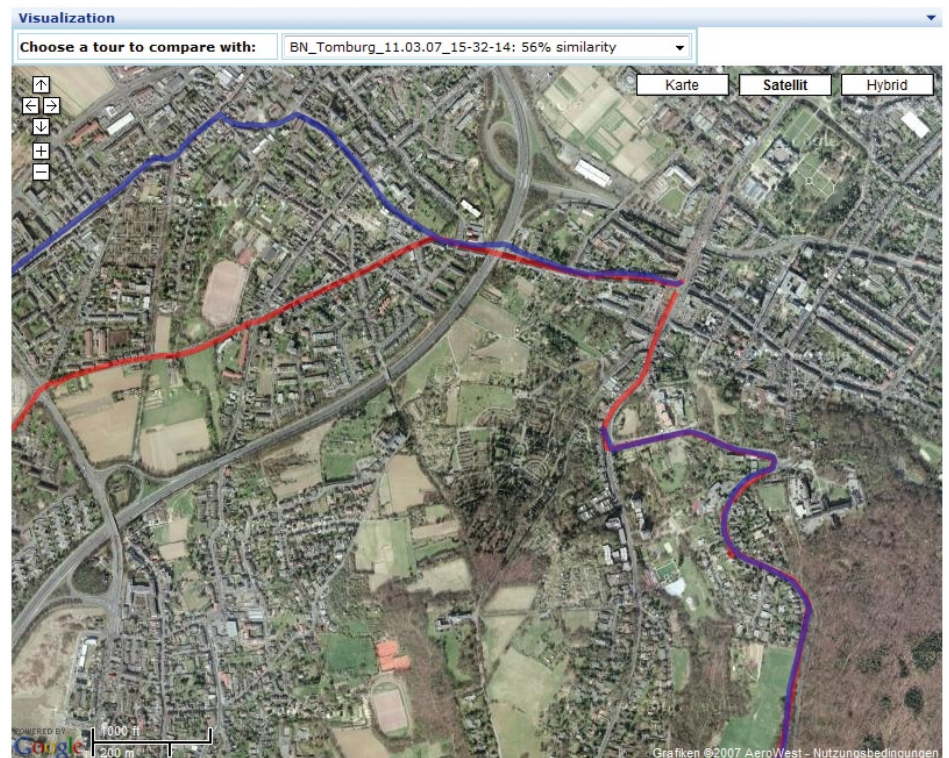 Visualization
Choose a tour to compare with:
BN_Tomburg_11.03.07_15-32-14: 56% similarity
Karte
Satellit
Hybrid
POWERED BY
Google
1000 ft
200 m
Grafiken ©2007 AeroWest - Nutzungsbedingungen